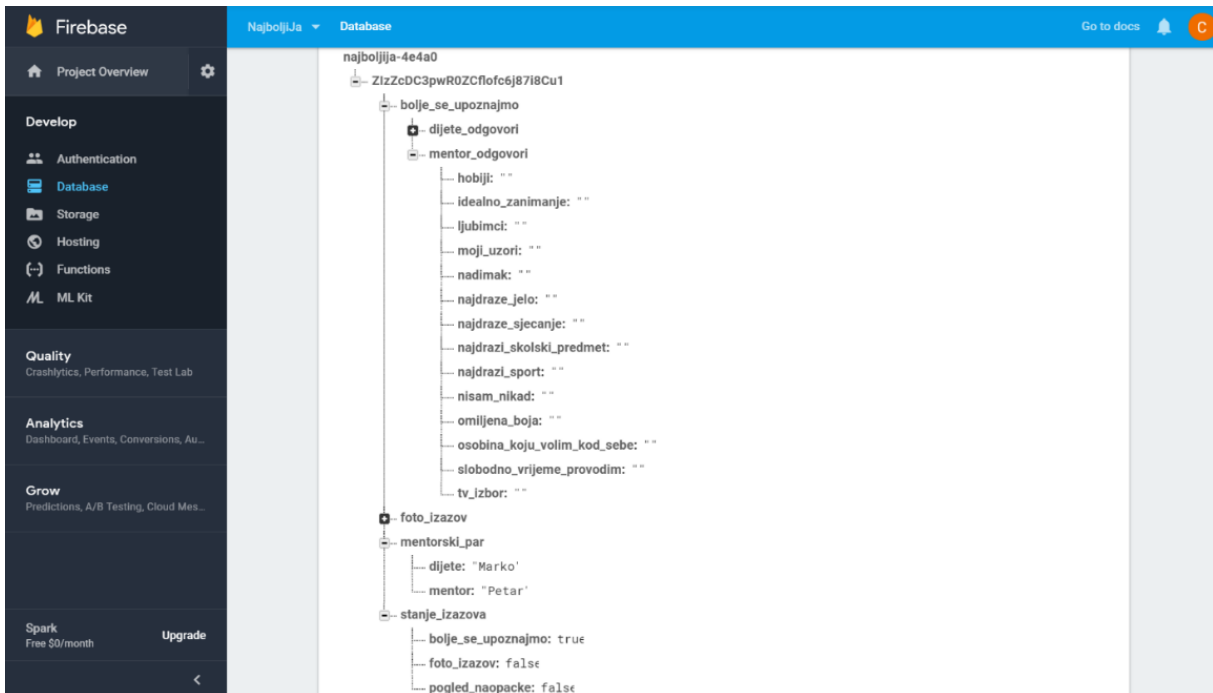 Firebase
NajboljiJa
Database
Go to docs
C
Project Overview
Develop
Authentication
Database
Storage
Hosting
Functions
ML Kit
Quality
Crashlytics, Performance, Test Lab
Analytics
Dashboard, Events, Conversions, Au...
Grow
Predictions, A/B Testing, Cloud Mes...
Spark
Free $0/month
Upgrade
najboljija-4e4a0
bolje_se_upoznajmo
dijete_odgovori
mentor_odgovori
hobiji: ""
idealno_zanimanje: ""
ljubimci: ""
moji_uzori: ""
nadimak: ""
najdraze_jelo: ""
najdraze_sjecanje: ""
najdrazi_skolski_predmet: ""
najdrazi_sport: ""
nisam_nikad: ""
omiljena_boja: ""
osobina_koju_volim_kod_sebe: ""
slobodno_vrijeme_provodim: ""
tv_izbor: ""
foto_izazov
mentorski_par
dijete: "Marko'
mentor: "Petar'
stanje_izazova
bolje_se_upoznajmo: true
foto_izazov: false
pogled_naopacke: false